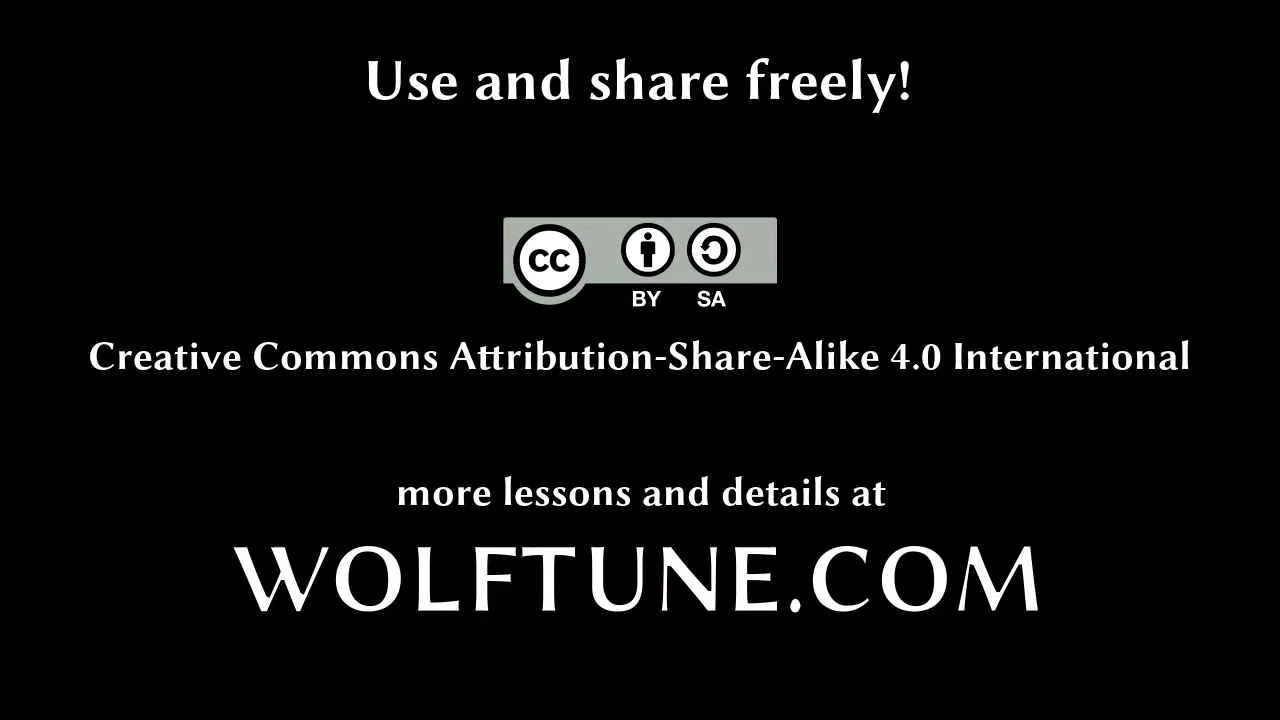 Use and share freely!
CC
BY SA
Creative Commons Attribution-Share-Alike 4.0 International
more lessons and details at
WOLFTUNE.COM